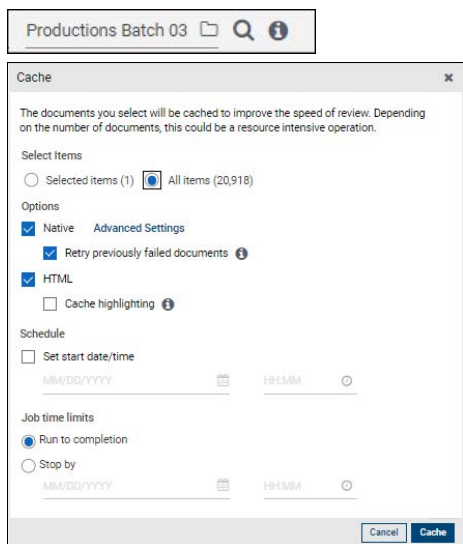 Productions Batch 03
Cache
The documents you select will be cached to improve the speed of review. Depending
on the number of documents, this could be a resource intensive operation.
Select Items
Selected items (1) All items (20,918)
Options
Native Advanced Settings
Retry previously failed documents
HTML
Cache highlighting
Schedule
Set start date/time
MM/DD/YYYY HH:MM
Job time limits
Run to completion
Stop by
MM/DD/YYYY HH:MM
Cancel Cache